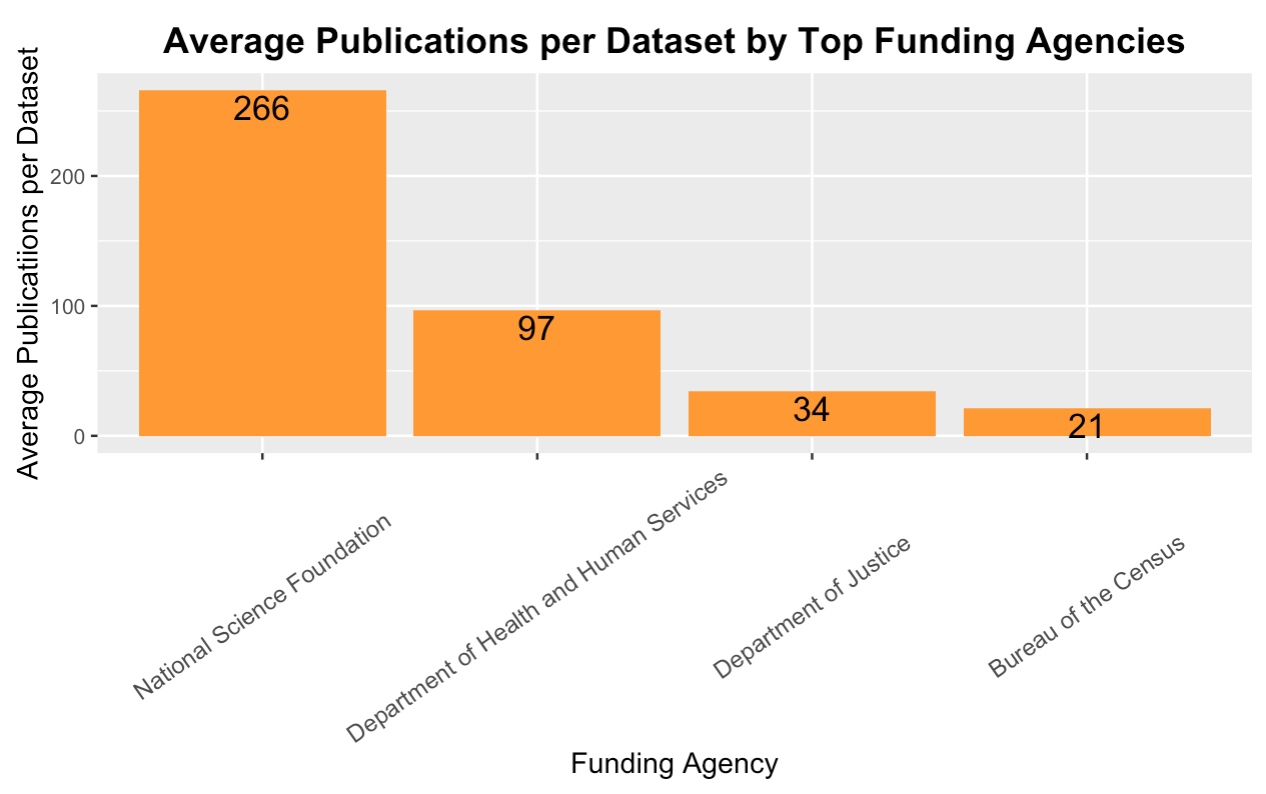 Average Publications per Dataset by Top Funding Agencies
Average Publicatiions per Dataset
200
100
0
266
97
34
21
National Science Foundation
Department of Health and Human Services
Department of Justice
Bureau of the Census
Funding Agency